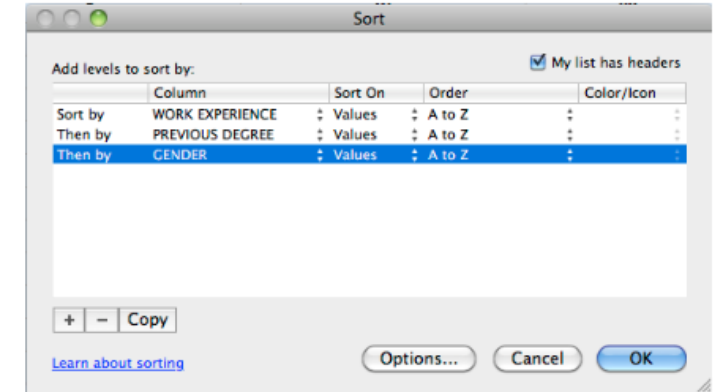 Sort
Add levels to sort by:
My list has headers
Column Sort On Order Color/Icon
Sort by WORK EXPERIENCE Values A to Z
Then by PREVIOUS DEGREE Values A to Z
Then by GENDER Values A to Z
+ − Copy
Learn about sorting
Options... Cancel OK